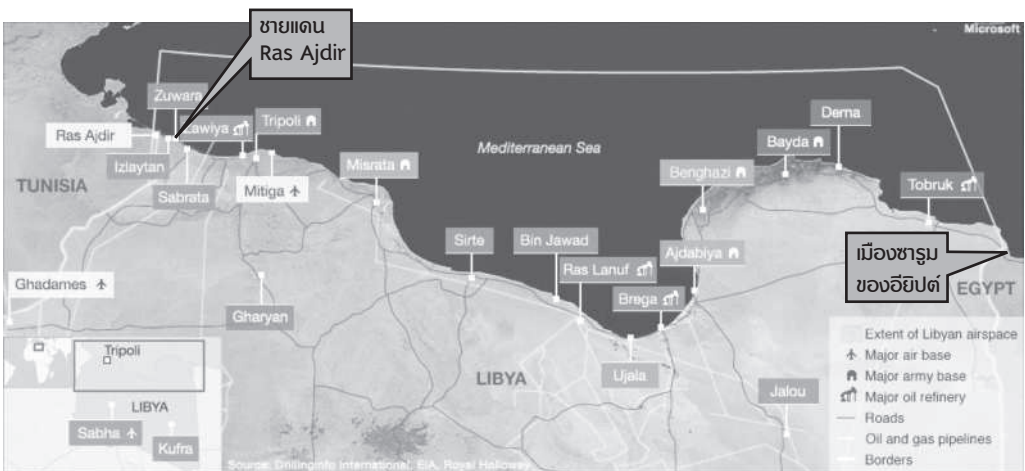 ชายแดน
Ras Ajdir
Microsoft
Zuwara
Zawiya
Tripoli
Ras Ajdir
Izlaytan
Sabrata
Mitiga
TUNISIA
Misrata
Mediterranean Sea
Derna
Bayda
Benghazi
Tobruk
Sirte
Bin Jawad
Ras Lanuf
Ajdabiya
Brega
เมืองซารูม
ของอียิปต์
EGYPT
Ghadames
Gharyan
LIBYA
Ujala
Jalou
Tripoli
LIBYA
Sabha
Kufra
Extent of Libyan airspace
Major air base
Major army base
Major oil refinery
Roads
Oil and gas pipelines
Borders
Source: Drillinginfo International, EIA, Royal Holloway